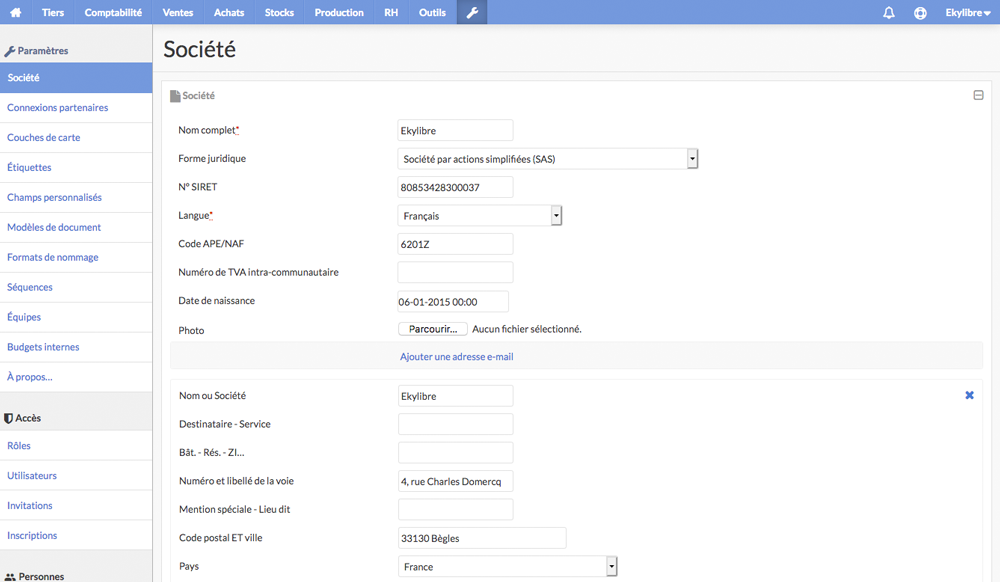 Tiers Comptabilité Ventes Achats Stocks Production RH Outils Ekylibre
Paramètres
Société
Connexions partenaires
Couches de carte
Étiquettes
Champs personnalisés
Modèles de document
Formats de nommage
Séquences
Équipes
Budgets internes
À propos...
Accès
Rôles
Utilisateurs
Invitations
Inscriptions
Personnes
Société
Société
Nom complet* Ekylibre
Forme juridique Société par actions simplifiées (SAS)
N° SIRET 80853428300037
Langue* Français
Code APE/NAF 6201Z
Numéro de TVA intra-communautaire
Date de naissance 06-01-2015 00:00
Photo Parcourir... Aucun fichier sélectionné.
Ajouter une adresse e-mail
Nom ou Société Ekylibre
Destinataire - Service
Bât. - Rés. - ZI...
Numéro et libellé de la voie 4, rue Charles Domercq
Mention spéciale - Lieu dit
Code postal ET ville 33130 Bègles
Pays France